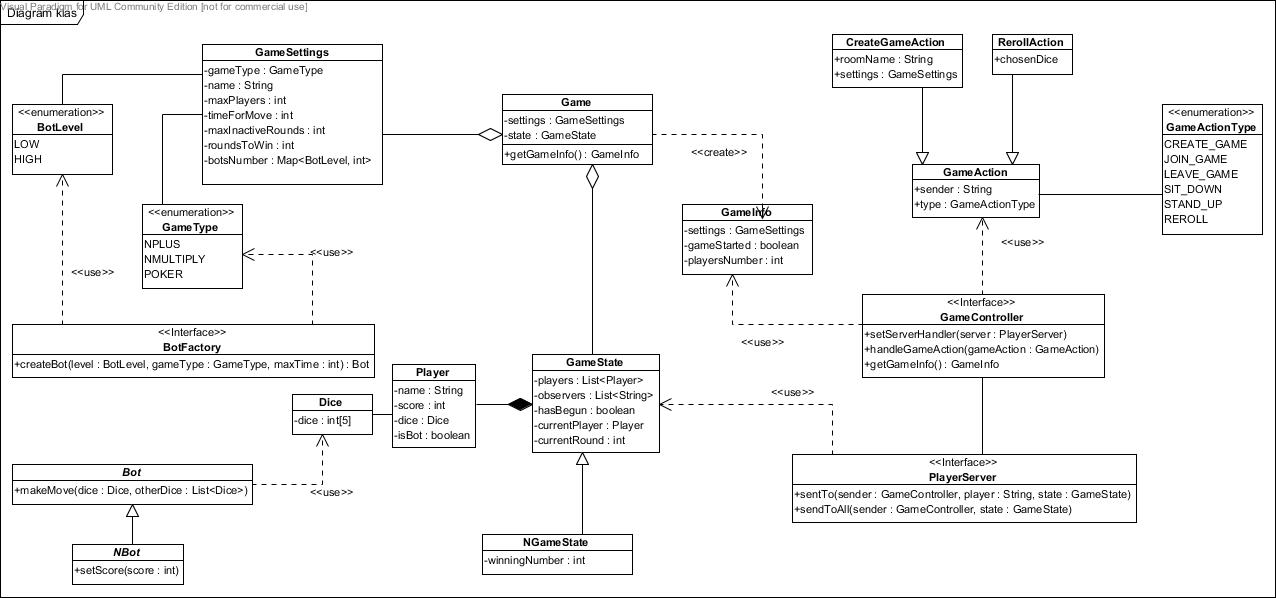 Visual Paradigm for UML Community Edition [not for commercial use]
Diagram klas
GameSettings
-gameType : GameType
-name : String
-maxPlayers : int
-timeForMove : int
-maxInactiveRounds : int
-roundsToWin : int
-botsNumber : Map<BotLevel, int>
<<enumeration>>
BotLevel
LOW
HIGH
<<enumeration>>
GameType
NPLUS
NMULTIPLY
POKER
<<use>>
<<use>>
<<Interface>>
BotFactory
+createBot(level : BotLevel, gameType : GameType, maxTime : int) : Bot
Game
-settings : GameSettings
-state : GameState
+getGameInfo() : GameInfo
<<create>>
GameInfo
-settings : GameSettings
-gameStarted : boolean
-playersNumber : int
<<use>>
CreateGameAction
+roomName : String
+settings : GameSettings
RerollAction
+chosenDice
GameAction
+sender : String
+type : GameActionType
<<enumeration>>
GameActionType
CREATE_GAME
JOIN_GAME
LEAVE_GAME
SIT_DOWN
STAND_UP
REROLL
<<use>>
<<Interface>>
GameController
+setServerHandler(server : PlayerServer)
+handleGameAction(gameAction : GameAction)
+getGameInfo() : GameInfo
GameState
-players : List<Player>
-observers : List<String>
-hasBegun : boolean
-currentPlayer : Player
-currentRound : int
<<use>>
Player
-name : String
-score : int
-dice : Dice
-isBot : boolean
Dice
-dice : int[5]
<<use>>
Bot
+makeMove(dice : Dice, otherDice : List<Dice>)
NBot
+setScore(score : int)
NGameState
-winningNumber : int
<<Interface>>
PlayerServer
+sentTo(sender : GameController, player : String, state : GameState)
+sendToAll(sender : GameController, state : GameState)